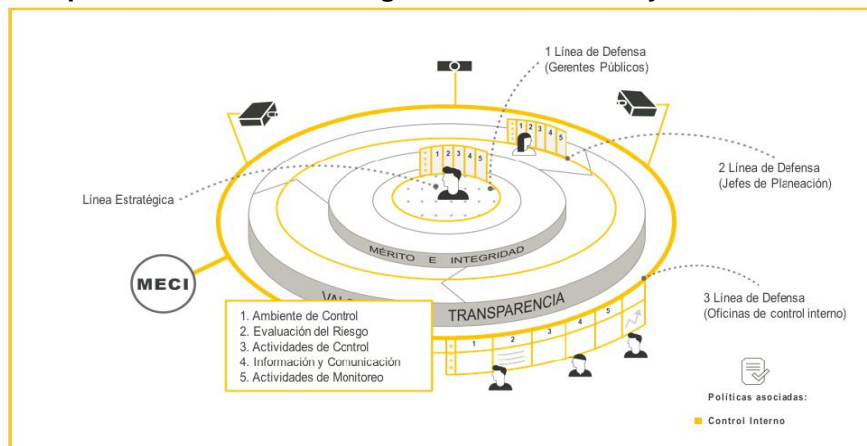 1 Línea de Defensa
(Gerentes Públicos)
1 2 3 4 5
1 2 3 4 5
2 Línea de Defensa
(Jefes de Planeación)
Línea Estratégica
MÉRITO E INTEGRIDAD
MECI
TRANSPARENCIA
3 Línea de Defensa
(Oficinas de control interno)
1. Ambiente de Control
2. Evaluación del Riesgo
3. Actividades de Control
4. Información y Comunicación
5. Actividades de Monitoreo
1 2 3 4 5
Políticas asociadas:
Control Interno